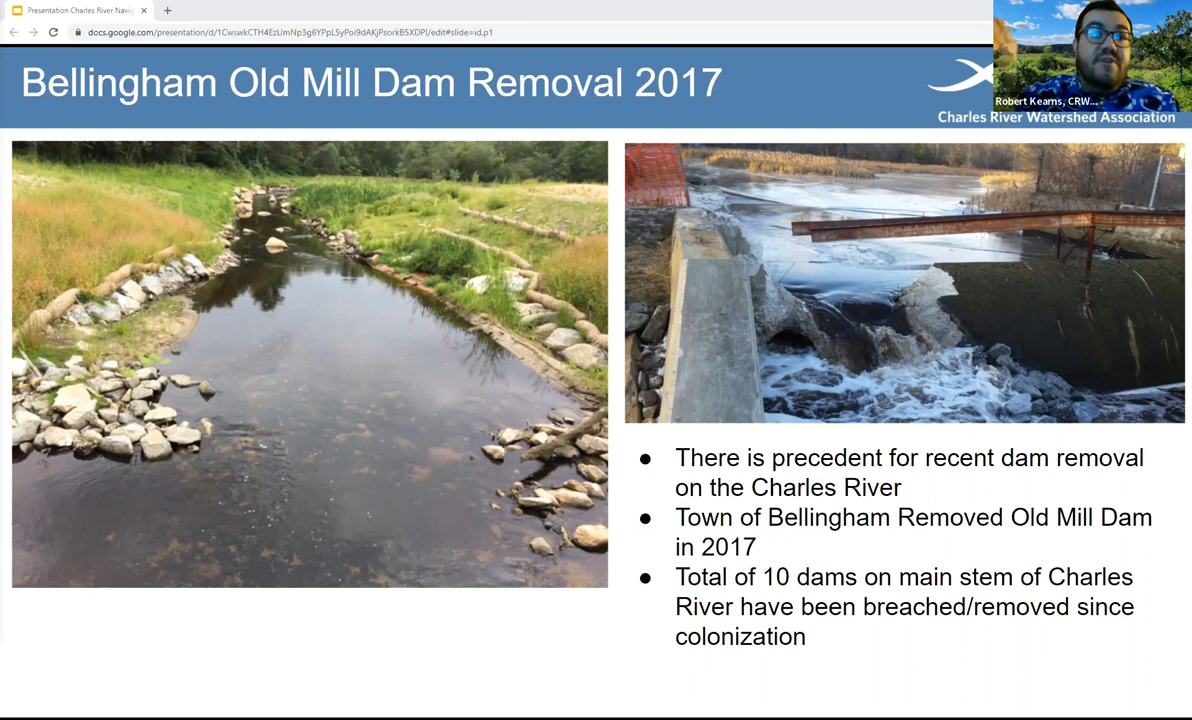 Presentation Charles River Navig
docs.google.com/presentation/d/1CwswkCTH4EzUmNp3g6YPpL5yPoi9dAKjPsorkB5XDPI/edit#slide=id.p1
Robert Kearns, CRW...
Bellingham Old Mill Dam Removal 2017
Charles River Watershed Association
● There is precedent for recent dam removal
on the Charles River
● Town of Bellingham Removed Old Mill Dam
in 2017
● Total of 10 dams on main stem of Charles
River have been breached/removed since
colonization